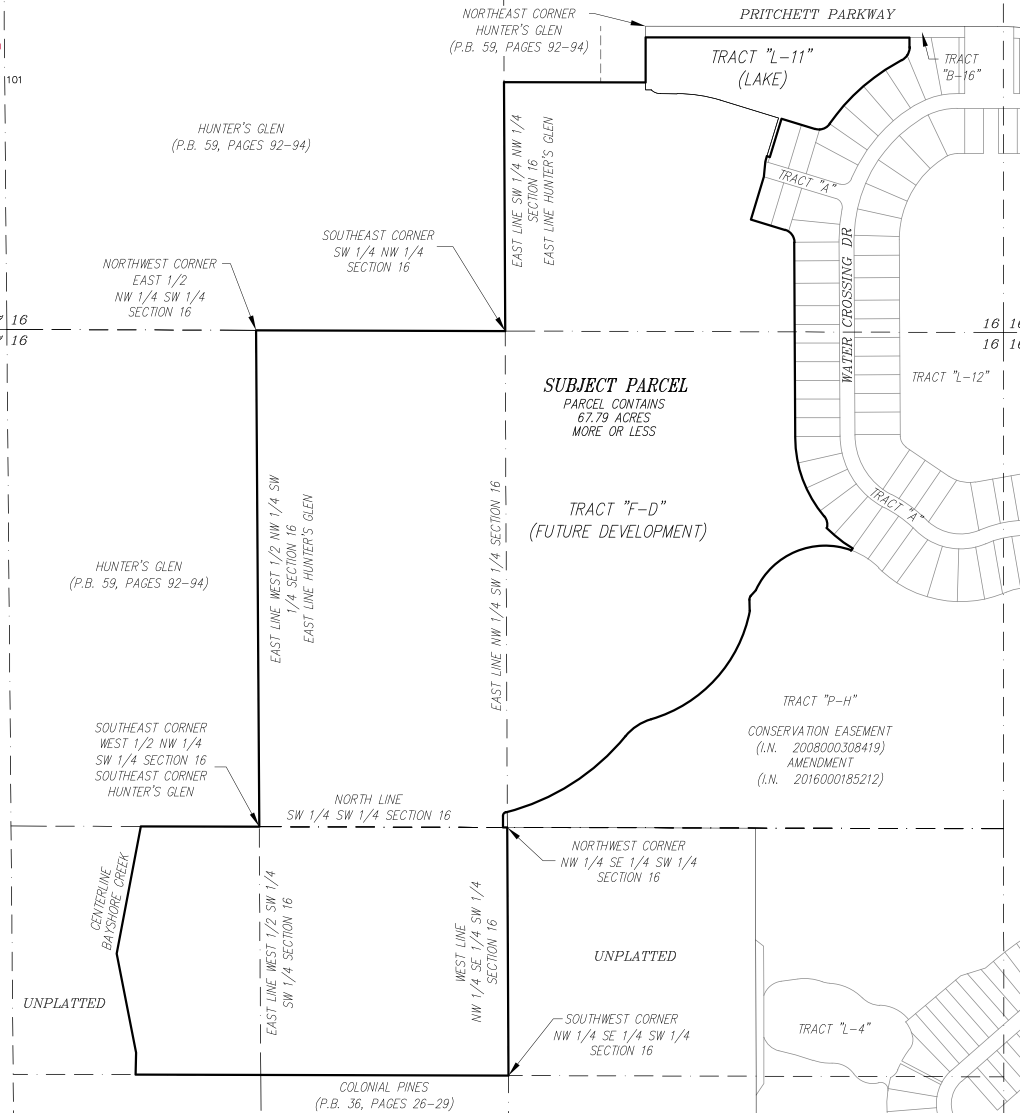 NORTHEAST CORNER
HUNTER'S GLEN
(P.B. 59, PAGES 92-94)
PRITCHETT PARKWAY
TRACT "L-11"
(LAKE)
TRACT
"B-16"
101
HUNTER'S GLEN
(P.B. 59, PAGES 92-94)
EAST LINE SW 1/4 NW 1/4
SECTION 16
EAST LINE HUNTER'S GLEN
TRACT "A"
SOUTHEAST CORNER
SW 1/4 NW 1/4
SECTION 16
NORTHWEST CORNER
EAST 1/2
NW 1/4 SW 1/4
SECTION 16
WATER CROSSING DR
16
16
16
16
TRACT "L-12"
SUBJECT PARCEL
PARCEL CONTAINS
67.79 ACRES
MORE OR LESS
TRACT "F-D"
(FUTURE DEVELOPMENT)
TRACT "A"
EAST LINE WEST 1/2 NW 1/4 SW
1/4 SECTION 16
EAST LINE HUNTER'S GLEN
EAST LINE NW 1/4 SW 1/4 SECTION 16
HUNTER'S GLEN
(P.B. 59, PAGES 92-94)
TRACT "P-H"
CONSERVATION EASEMENT
(I.N. 2008000308419)
AMENDMENT
(I.N. 2016000185212)
SOUTHEAST CORNER
WEST 1/2 NW 1/4
SW 1/4 SECTION 16
SOUTHEAST CORNER
HUNTER'S GLEN
NORTH LINE
SW 1/4 SW 1/4 SECTION 16
NORTHWEST CORNER
NW 1/4 SE 1/4 SW 1/4
SECTION 16
CENTERLINE
BAYSHORE CREEK
EAST LINE WEST 1/2 SW 1/4
SW 1/4 SECTION 16
WEST LINE
NW 1/4 SE 1/4 SW 1/4
SECTION 16
UNPLATTED
UNPLATTED
SOUTHWEST CORNER
NW 1/4 SE 1/4 SW 1/4
SECTION 16
TRACT "L-4"
COLONIAL PINES
(P.B. 36, PAGES 26-29)